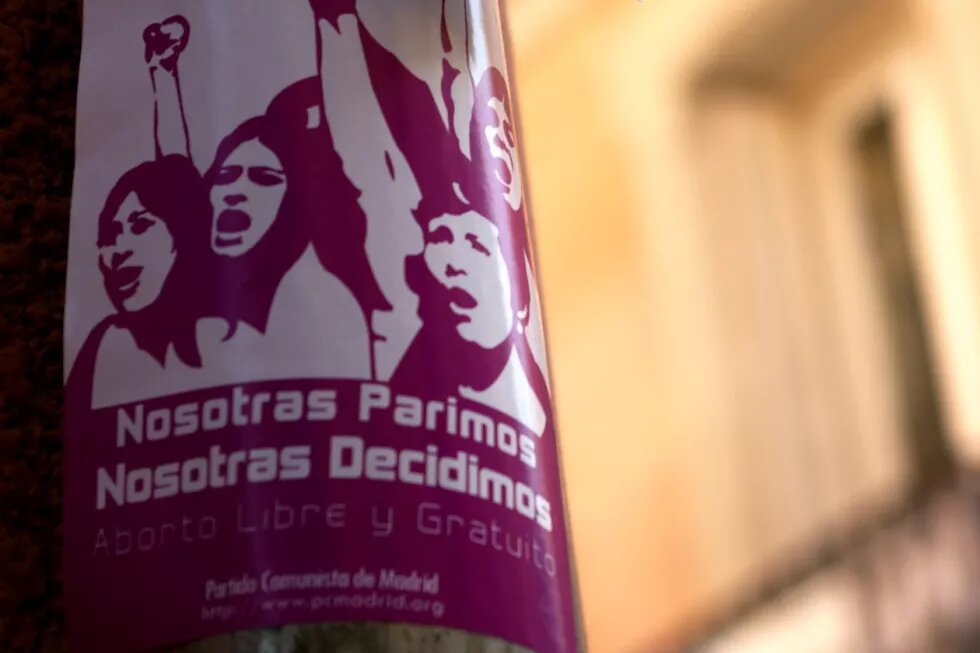 Nosotras Parimos
Nosotras Decidimos
Aborto Libre y Gratuito
Partido Comunista de Madrid
http://www.pcmadrid.org